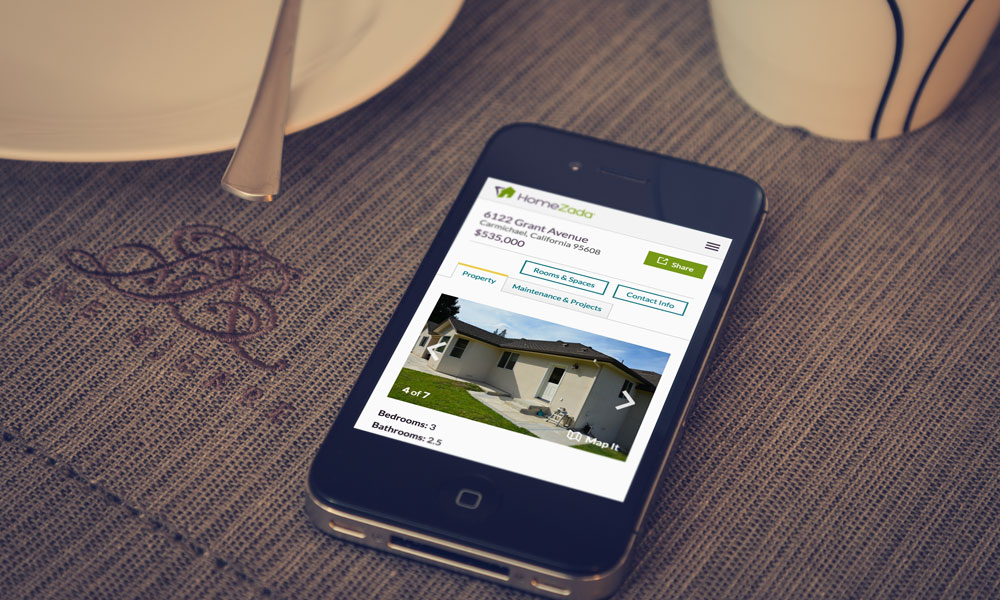 HomeZada
6122 Grant Avenue
Carmichael, California 95608
$535,000
Share
Rooms & Spaces
Contact Info
Property
Maintenance & Projects
4 of 7
Map It
Bedrooms: 3
Bathrooms: 2.5